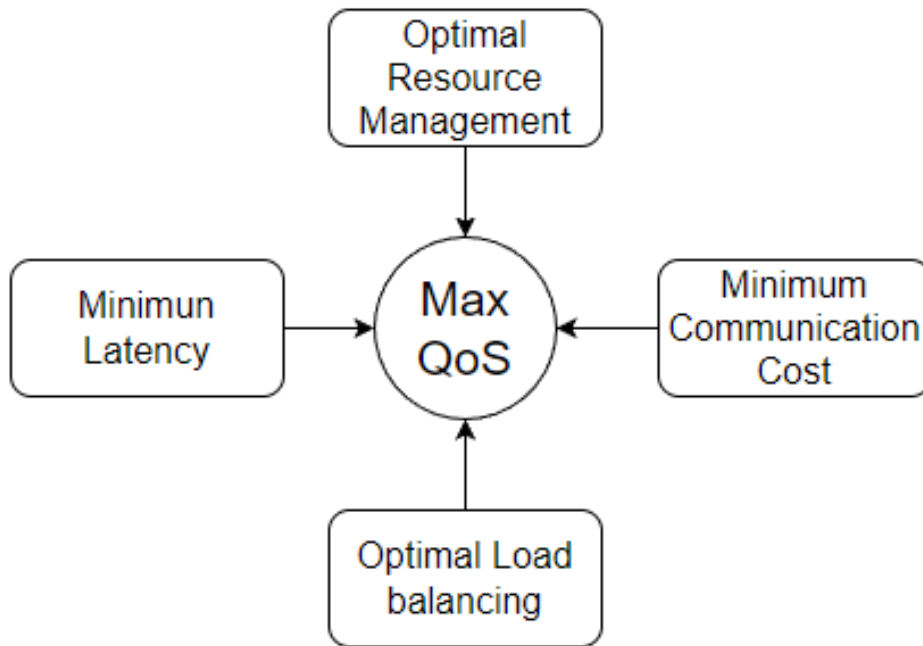 Optimal
Resource
Management
Minimun
Latency
Max
QoS
Minimum
Communication
Cost
Optimal Load
balancing